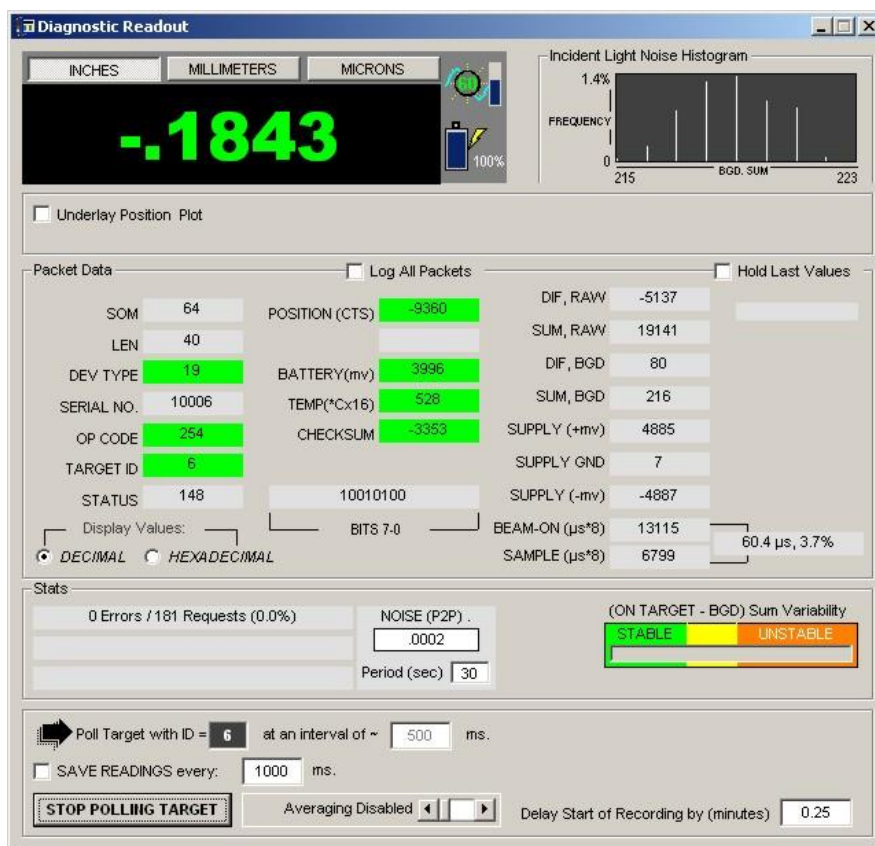 Diagnostic Readout
INCHES MILLIMETERS MICRONS
-.1843
60
100%
Incident Light Noise Histogram
1.4%
FREQUENCY
0
215 BGD. SUM 223
Underlay Position Plot
Packet Data Log All Packets Hold Last Values
SOM 64
LEN 40
DEV TYPE 19
SERIAL NO. 10006
OP CODE 254
TARGET ID 6
STATUS 148
Display Values:
DECIMAL HEXADECIMAL
POSITION (CTS) -9360
BATTERY(mv) 3996
TEMP(*Cx16) 528
CHECKSUM -3353
10010100
BITS 7-0
DIF, RAW -5137
SUM, RAW 19141
DIF, BGD 80
SUM, BGD 216
SUPPLY (+mv) 4885
SUPPLY GND 7
SUPPLY (-mv) -4887
BEAM-ON (µs*8) 13115
SAMPLE (µs*8) 6799
60.4 µs, 3.7%
Stats
0 Errors / 181 Requests (0.0%)
NOISE (P2P) .
.0002
Period (sec) 30
(ON TARGET - BGD) Sum Variability
STABLE UNSTABLE
Poll Target with ID = 6 at an interval of ~ 500 ms.
SAVE READINGS every: 1000 ms.
STOP POLLING TARGET Averaging Disabled Delay Start of Recording by (minutes) 0.25